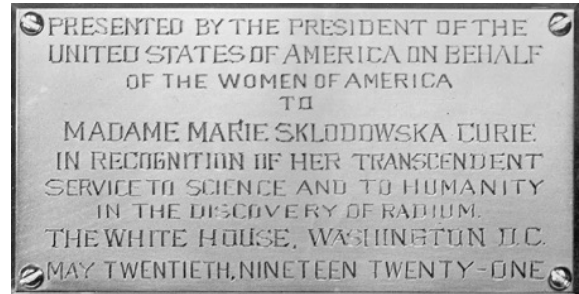 PRESENTED BY THE PRESIDENT OF THE
UNITED STATES OF AMERICA ON BEHALF
OF THE WOMEN OF AMERICA
TO
MADAME MARIE SKLODOWSKA CURIE
IN RECOGNITION OF HER TRANSCENDENT
SERVICE TO SCIENCE AND TO HUMANITY
IN THE DISCOVERY OF RADIUM.
THE WHITE HOUSE, WASHINGTON D.C.
MAY TWENTIETH, NINETEEN TWENTY-ONE